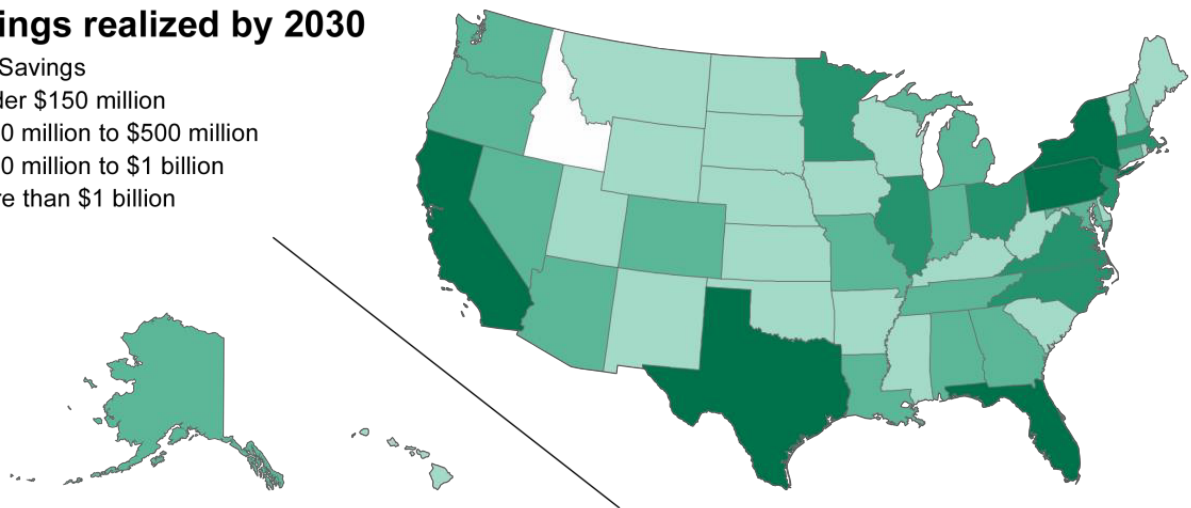 ings realized by 2030
Savings
der $150 million
0 million to $500 million
0 million to $1 billion
re than $1 billion